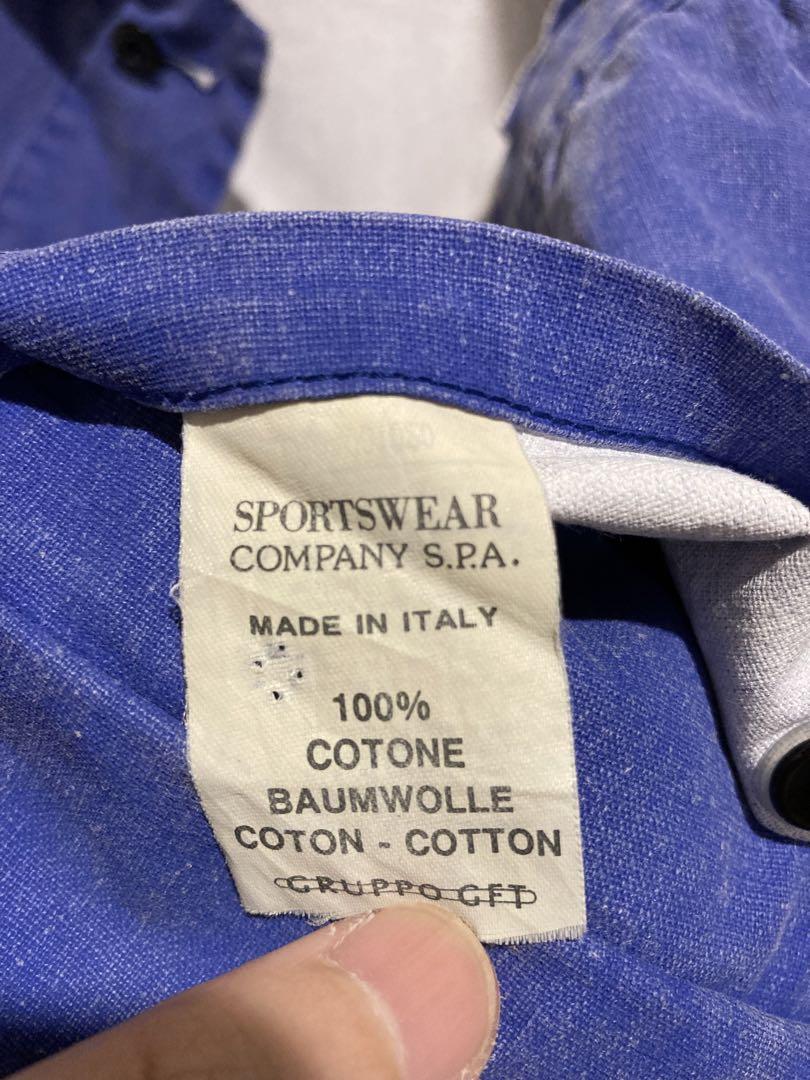 SPORTSWEAR
COMPANY S.P.A.
MADE IN ITALY
100%
COTONE
BAUMWOLLE
COTON - COTTON
GRUPPO GFT